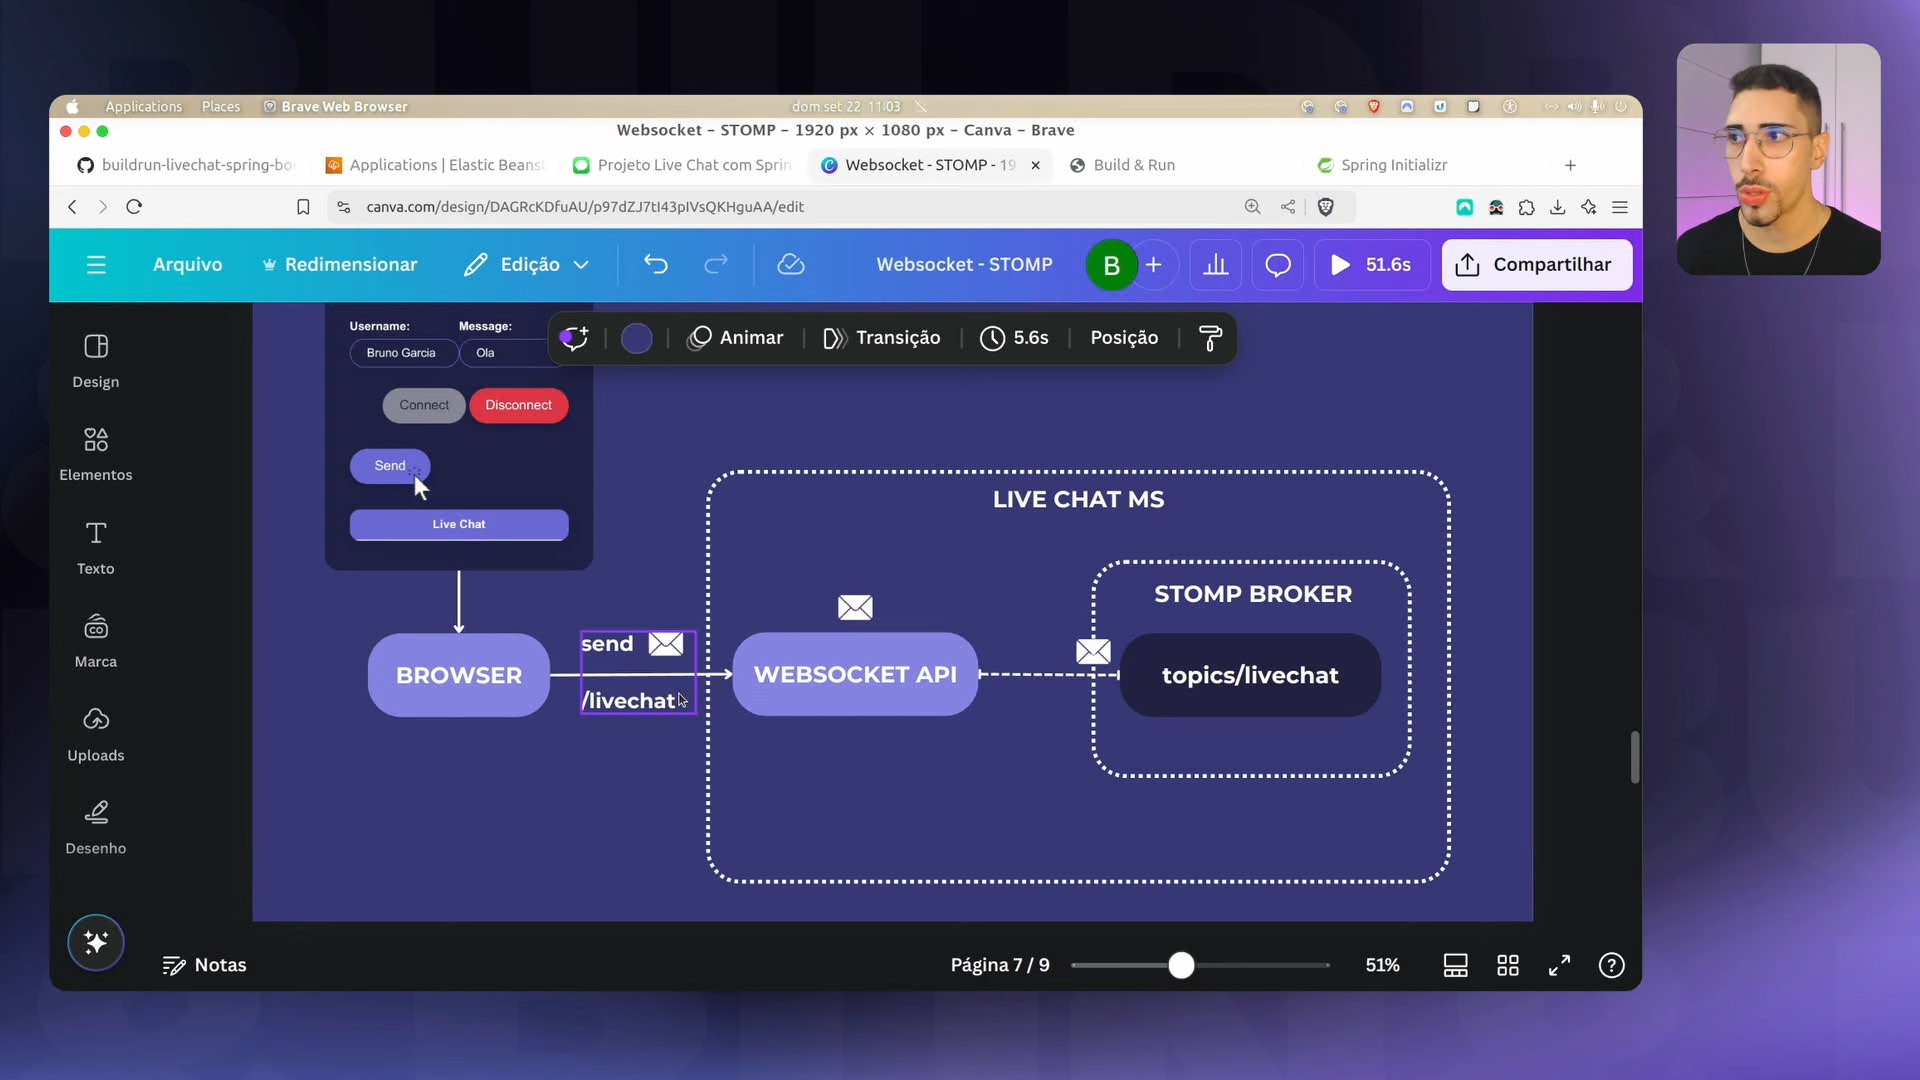 Applications Places Brave Web Browser dom set 22 11:03
Websocket - STOMP - 1920 px × 1080 px - Canva - Brave
buildrun-livechat-spring-bo Applications | Elastic Beanst Projeto Live Chat com Sprin Websocket - STOMP - 19 Build & Run Spring Initializr
canva.com/design/DAGRcKDfuAU/p97dZJ7tI43pIVsQKHguAA/edit
Arquivo Redimensionar Edição Websocket - STOMP B 51.6s Compartilhar
Animar Transição 5.6s Posição
Username: Message:
Bruno Garcia Ola
Connect Disconnect
Send
Live Chat
LIVE CHAT MS
STOMP BROKER
send
BROWSER WEBSOCKET API topics/livechat
/livechat
Design
Elementos
Texto
Marca
Uploads
Desenho
Notas Página 7 / 9 51%